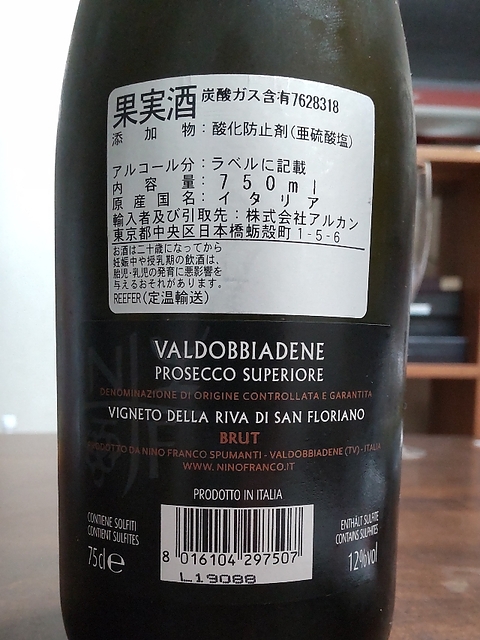 果実酒 炭酸ガス含有7628318
添加物：酸化防止剤(亜硫酸塩)
アルコール分：ラベルに記載
内容量：750ml
原産国名：イタリア
輸入者及び引取先：株式会社アルカン
東京都中央区日本橋蛎殻町1-5-6
お酒は二十歳になってから
妊娠中や授乳期の飲酒は、
胎児・乳児の発育に悪影響を
与えるおそれがあります。
REEFER(定温輸送)
VALDOBBIADENE
PROSECCO SUPERIORE
DENOMINAZIONE DI ORIGINE CONTROLLATA E GARANTITA
VIGNETO DELLA RIVA DI SAN FLORIANO
BRUT
DA NINO FRANCO SPUMANTI - VALDOBBIADENE (TV) - ITALIA
WWW.NINOFRANCO.IT
PRODOTTO IN ITALIA
CONTIENE SOLFITI
CONTIENT SULFITES
75cl e
8 016104 297507
L19088
ENTHÄLT SULFITE
CONTAINS SULPHITES
12%vol